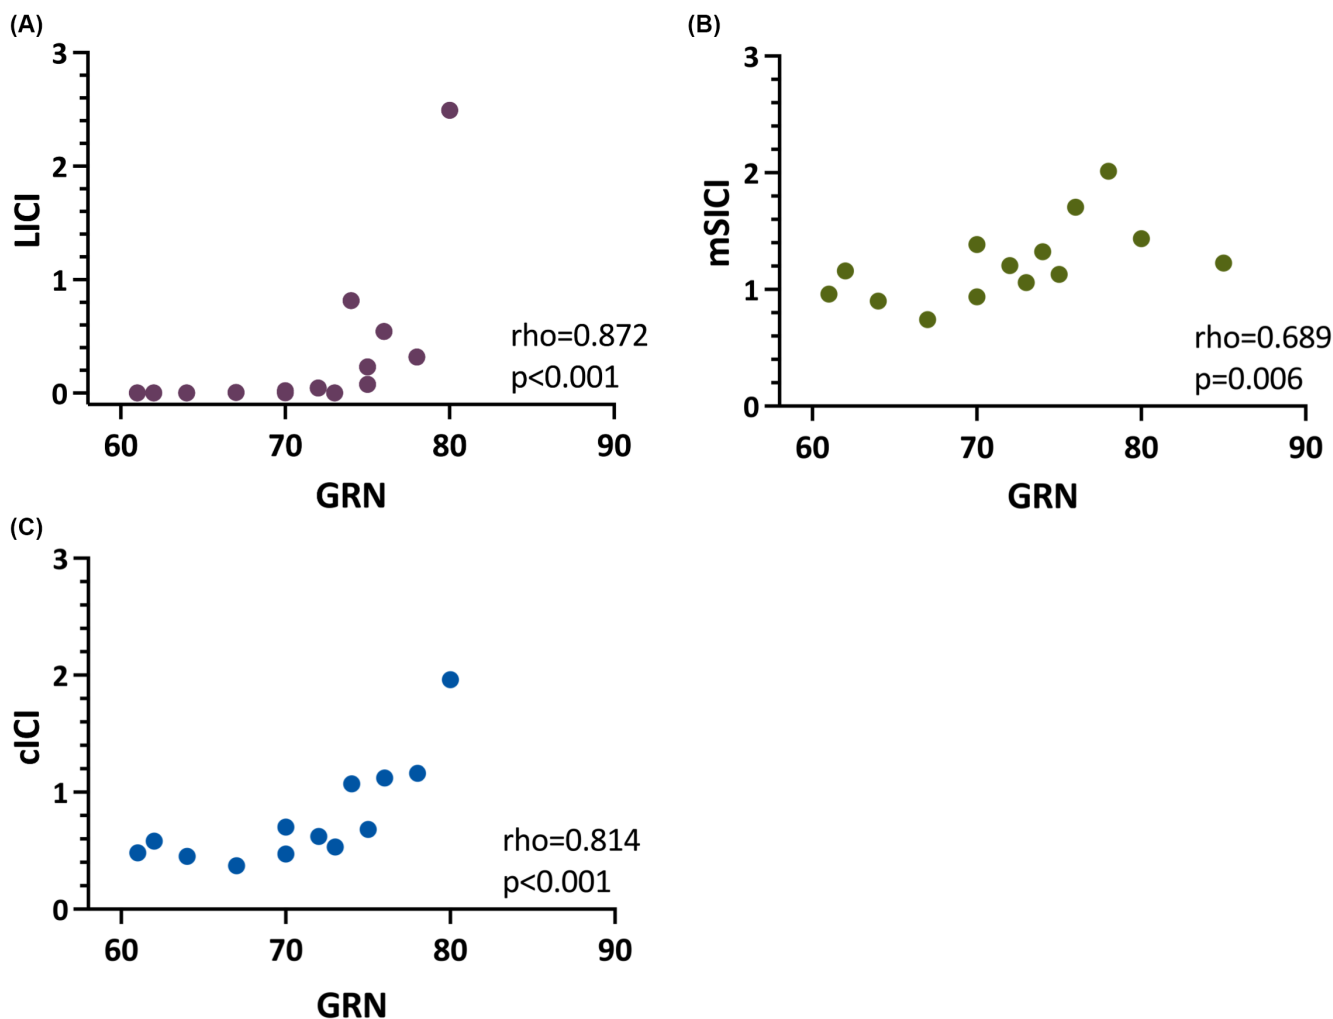 (A)
3
2
1
0
LICI
rho=0.872
p<0.001
60 70 80 90
GRN
(B)
3
2
1
0
mSICI
rho=0.689
p=0.006
60 70 80 90
GRN
(C)
3
2
1
0
cICI
rho=0.814
p<0.001
60 70 80 90
GRN